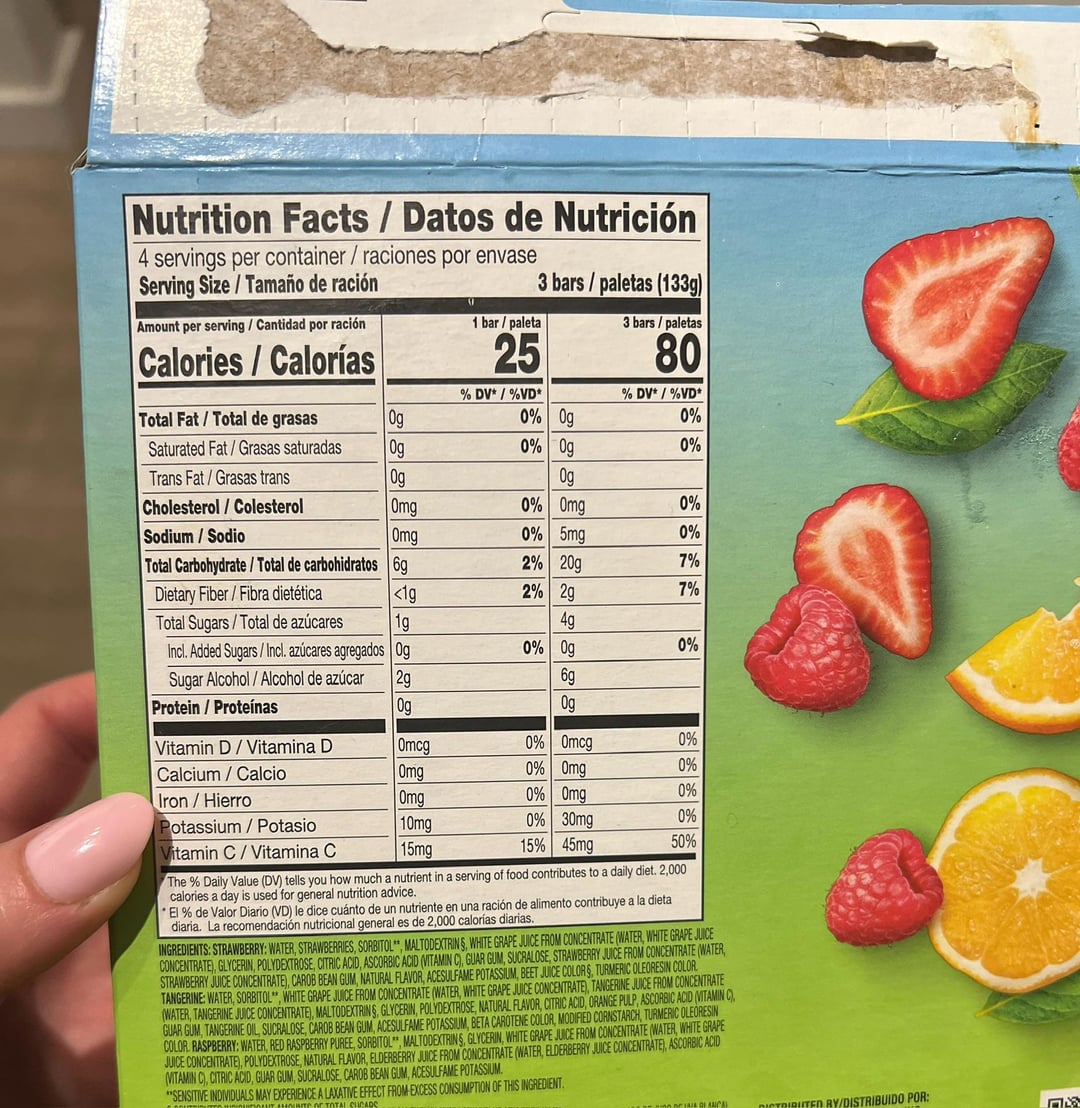 Nutrition Facts / Datos de Nutrición
4 servings per container / raciones por envase
Serving Size / Tamaño de ración 3 bars / paletas (133g)
Amount per serving / Cantidad por ración 1 bar / paleta 3 bars / paletas
Calories / Calorías 25 80
% DV* / %VD* % DV* / %VD*
Total Fat / Total de grasas 0g 0% 0g 0%
Saturated Fat / Grasas saturadas 0g 0% 0g 0%
Trans Fat / Grasas trans 0g 0g
Cholesterol / Colesterol 0mg 0% 0mg 0%
Sodium / Sodio 0mg 0% 5mg 0%
Total Carbohydrate / Total de carbohidratos 6g 2% 20g 7%
Dietary Fiber / Fibra dietética <1g 2% 2g 7%
Total Sugars / Total de azúcares 1g 4g
Incl. Added Sugars / Incl. azúcares agregados 0g 0% 0g 0%
Sugar Alcohol / Alcohol de azúcar 2g 6g
Protein / Proteínas 0g 0g
Vitamin D / Vitamina D 0mcg 0% 0mcg 0%
Calcium / Calcio 0mg 0% 0mg 0%
Iron / Hierro 0mg 0% 0mg 0%
Potassium / Potasio 10mg 0% 30mg 0%
Vitamin C / Vitamina C 15mg 15% 45mg 50%
* The % Daily Value (DV) tells you how much a nutrient in a serving of food contributes to a daily diet. 2,000
calories a day is used for general nutrition advice.
* El % de Valor Diario (VD) le dice cuánto de un nutriente en una ración de alimento contribuye a la dieta
diaria. La recomendación nutricional general es de 2,000 calorías diarias.
INGREDIENTS: STRAWBERRY: WATER, STRAWBERRIES, SORBITOL**, MALTODEXTRIN §, WHITE GRAPE JUICE FROM CONCENTRATE (WATER, WHITE GRAPE JUICE
CONCENTRATE), GLYCERIN, POLYDEXTROSE, CITRIC ACID, ASCORBIC ACID (VITAMIN C), GUAR GUM, SUCRALOSE, STRAWBERRY JUICE FROM CONCENTRATE (WATER,
STRAWBERRY JUICE CONCENTRATE), CAROB BEAN GUM, NATURAL FLAVOR, ACESULFAME POTASSIUM, BEET JUICE COLOR §, TURMERIC OLEORESIN COLOR.
TANGERINE: WATER, SORBITOL**, WHITE GRAPE JUICE FROM CONCENTRATE (WATER, WHITE GRAPE JUICE CONCENTRATE), TANGERINE JUICE FROM CONCENTRATE
(WATER, TANGERINE JUICE CONCENTRATE), MALTODEXTRIN §, GLYCERIN, POLYDEXTROSE, NATURAL FLAVOR, CITRIC ACID, ORANGE PULP, ASCORBIC ACID (VITAMIN C),
GUAR GUM, TANGERINE OIL, SUCRALOSE, CAROB BEAN GUM, ACESULFAME POTASSIUM, BETA CAROTENE COLOR, MODIFIED CORNSTARCH, TURMERIC OLEORESIN
COLOR. RASPBERRY: WATER, RED RASPBERRY PUREE, SORBITOL**, MALTODEXTRIN §, GLYCERIN, WHITE GRAPE JUICE FROM CONCENTRATE (WATER, WHITE GRAPE
JUICE CONCENTRATE), POLYDEXTROSE, NATURAL FLAVOR, ELDERBERRY JUICE FROM CONCENTRATE (WATER, ELDERBERRY JUICE CONCENTRATE), ASCORBIC ACID
(VITAMIN C), CITRIC ACID, GUAR GUM, SUCRALOSE, CAROB BEAN GUM, ACESULFAME POTASSIUM.
**SENSITIVE INDIVIDUALS MAY EXPERIENCE A LAXATIVE EFFECT FROM EXCESS CONSUMPTION OF THIS INGREDIENT.
DISTRIBUTED BY/DISTRIBUIDO POR: